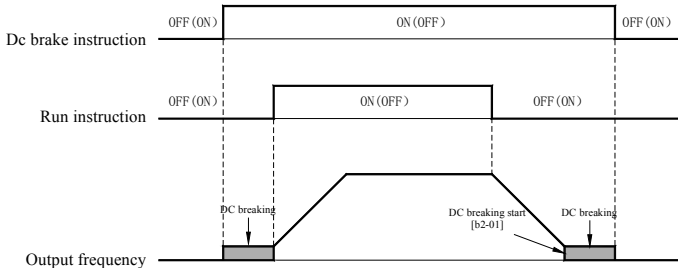 OFF(ON) ON(OFF) OFF(ON)
Dc brake instruction
OFF(ON) ON(OFF) OFF(ON)
Run instruction
DC breaking DC breaking start DC breaking
[b2-01]
Output frequency